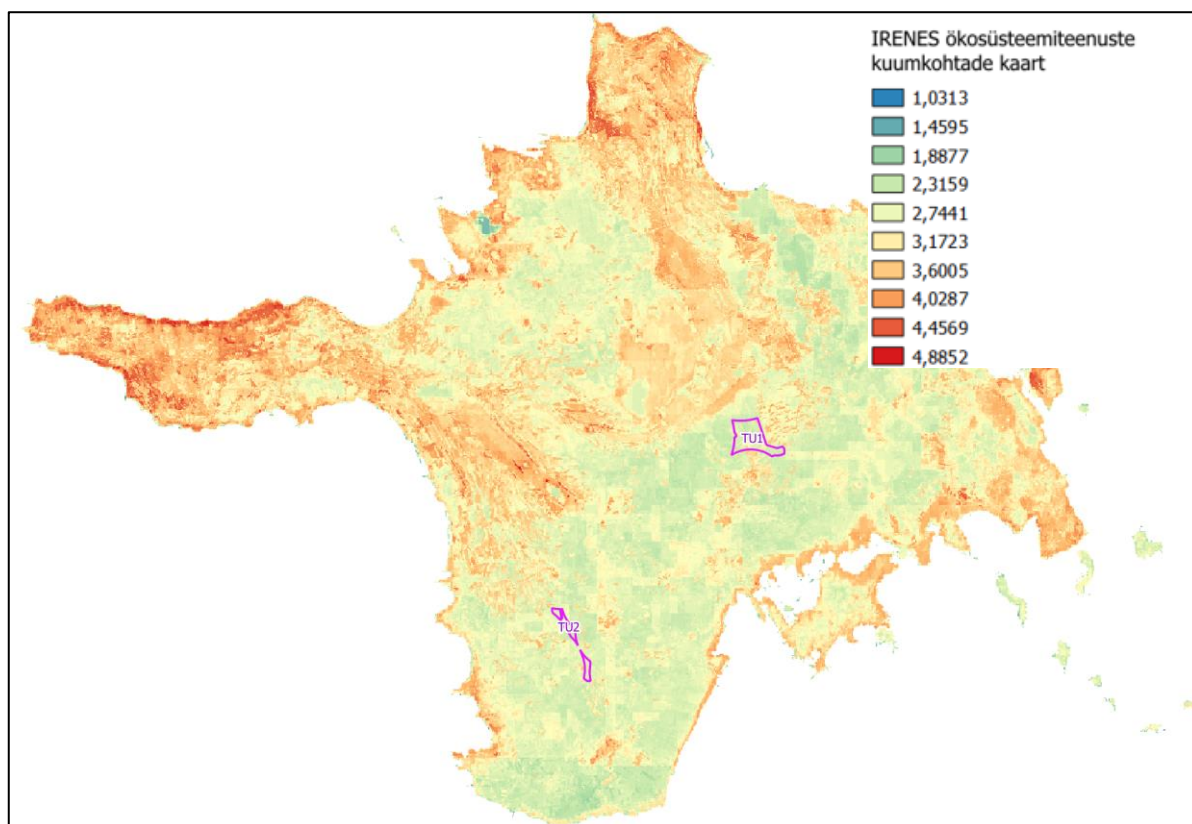 IRENES ökosüsteemiteenuste
kuumkohtade kaart
1,0313
1,4595
1,8877
2,3159
2,7441
3,1723
3,6005
4,0287
4,4569
4,8852
TU1
TU2